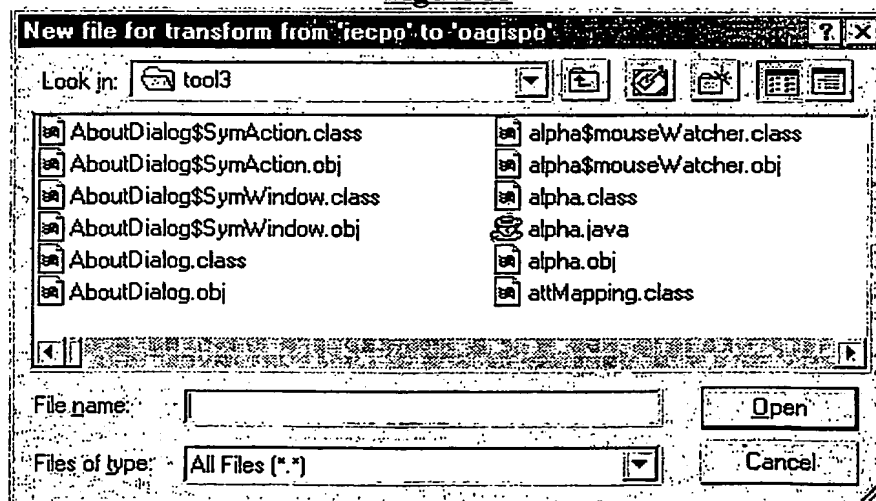 New file for transform from 'iecpo' to 'oagispo'
Look in: tool3
AboutDialog$SymAction.class
AboutDialog$SymAction.obj
AboutDialog$SymWindow.class
AboutDialog$SymWindow.obj
AboutDialog.class
AboutDialog.obj
alpha$mouseWatcher.class
alpha$mouseWatcher.obj
alpha.class
alpha.java
alpha.obj
attMapping.class
File name:
Open
Files of type: All Files (*.*)
Cancel